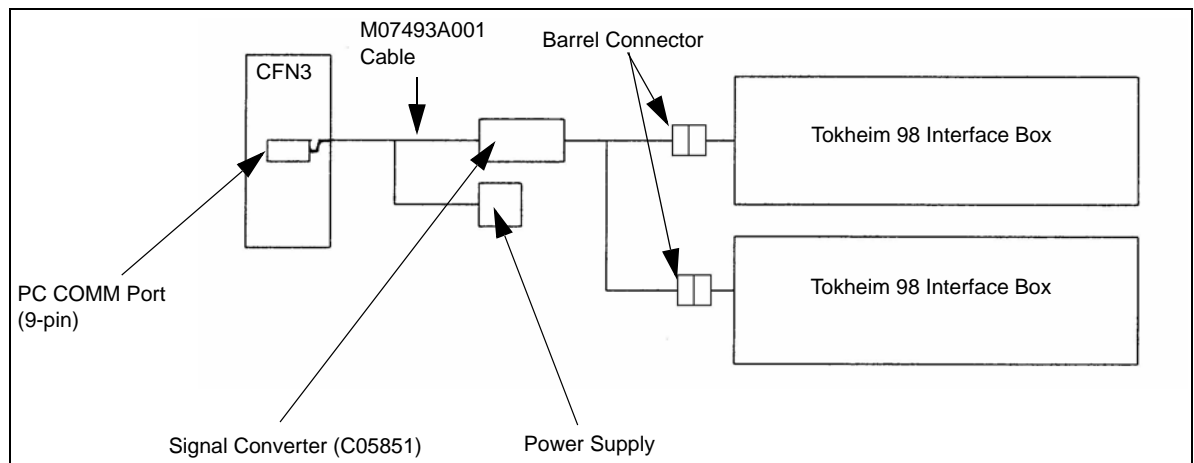 M07493A001
Cable
Barrel Connector
CFN3
Tokheim 98 Interface Box
Tokheim 98 Interface Box
PC COMM Port
(9-pin)
Signal Converter (C05851)
Power Supply